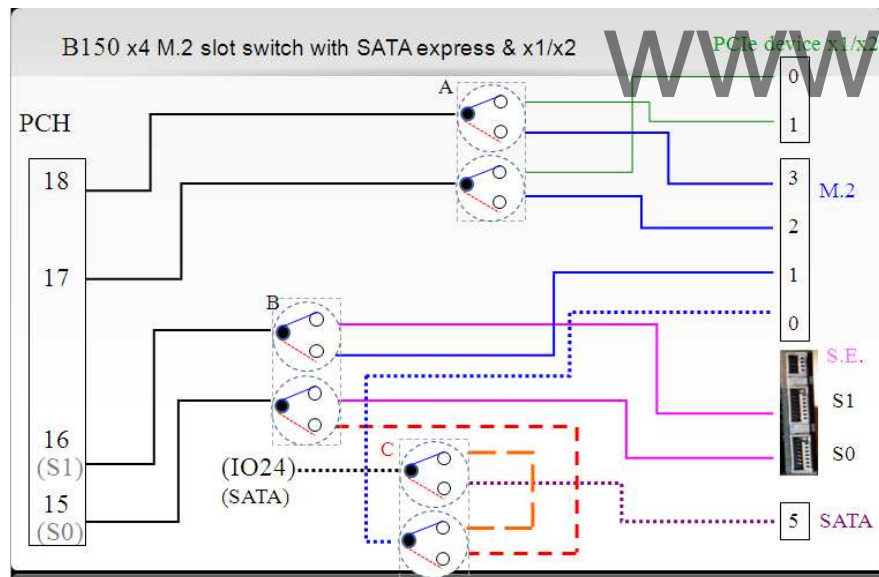 B150 x4 M.2 slot switch with SATA express & x1/x2
www
PCIe device x1/x2
A
0
1
PCH
18
3
M.2
2
17
1
B
0
S.E.
S1
16
(S1)
C
(IO24)
(SATA)
S0
15
(S0)
5
SATA